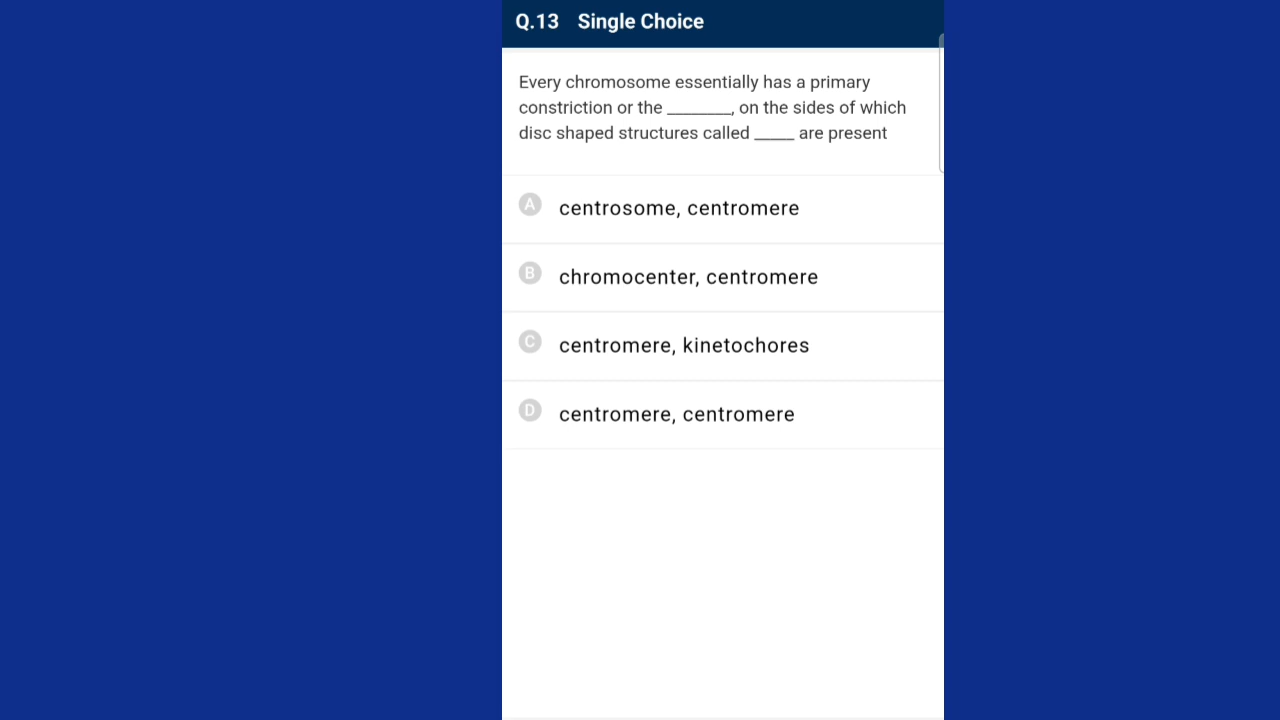 Q.13 Single Choice
Every chromosome essentially has a primary
constriction or the ________, on the sides of which
disc shaped structures called _____ are present
A centrosome, centromere
B chromocenter, centromere
C centromere, kinetochores
D centromere, centromere